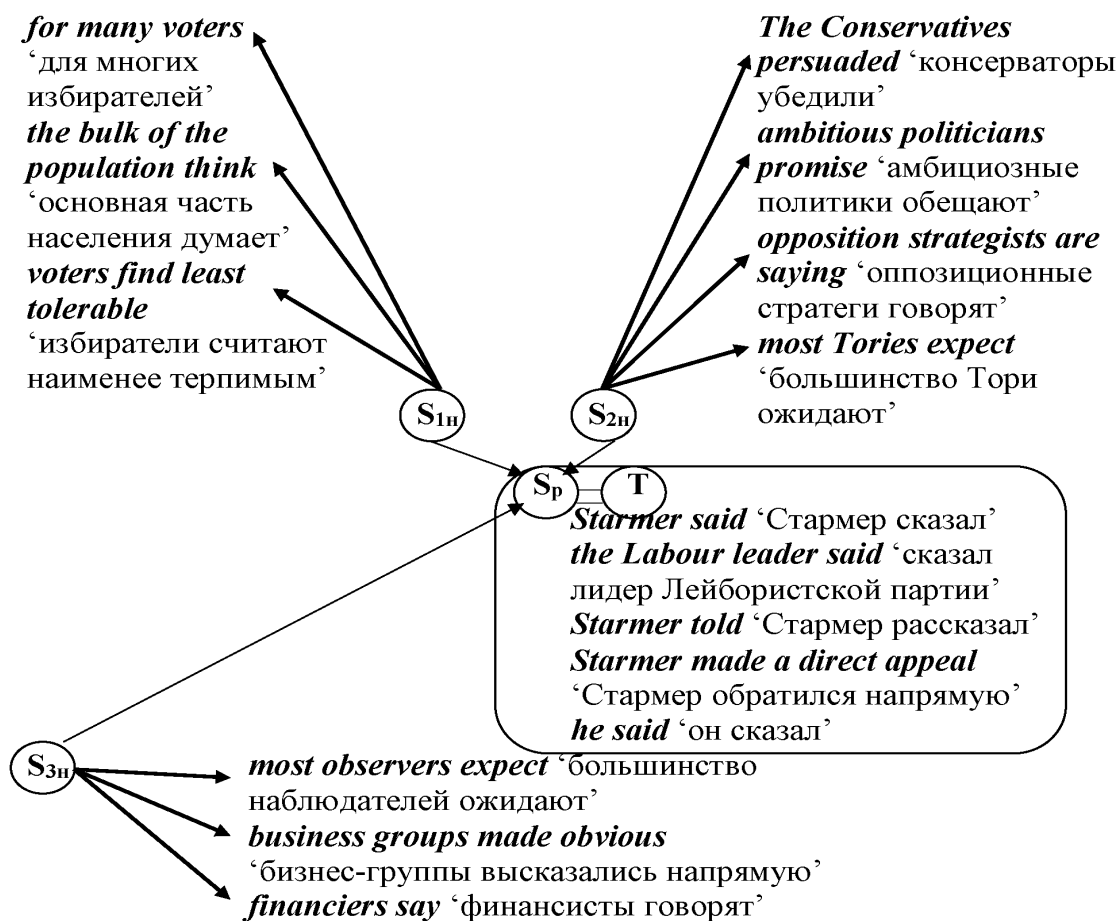 for many voters
‘для многих
избирателей’
the bulk of the
population think
‘основная часть
населения думает’
voters find least
tolerable
‘избиратели считают
наименее терпимым’
The Conservatives
persuaded ‘консерваторы
убедили’
ambitious politicians
promise ‘амбициозные
политики обещают’
opposition strategists are
saying ‘оппозиционные
стратеги говорят’
most Tories expect
‘большинство Тори
ожидают’
S1н
S2н
Sр
T
Starmer said ‘Стармер сказал’
the Labour leader said ‘сказал
лидер Лейбористской партии’
Starmer told ‘Стармер рассказал’
Starmer made a direct appeal
‘Стармер обратился напрямую’
he said ‘он сказал’
S3н
most observers expect ‘большинство
наблюдателей ожидают’
business groups made obvious
‘бизнес-группы высказались напрямую’
financiers say ‘финансисты говорят’